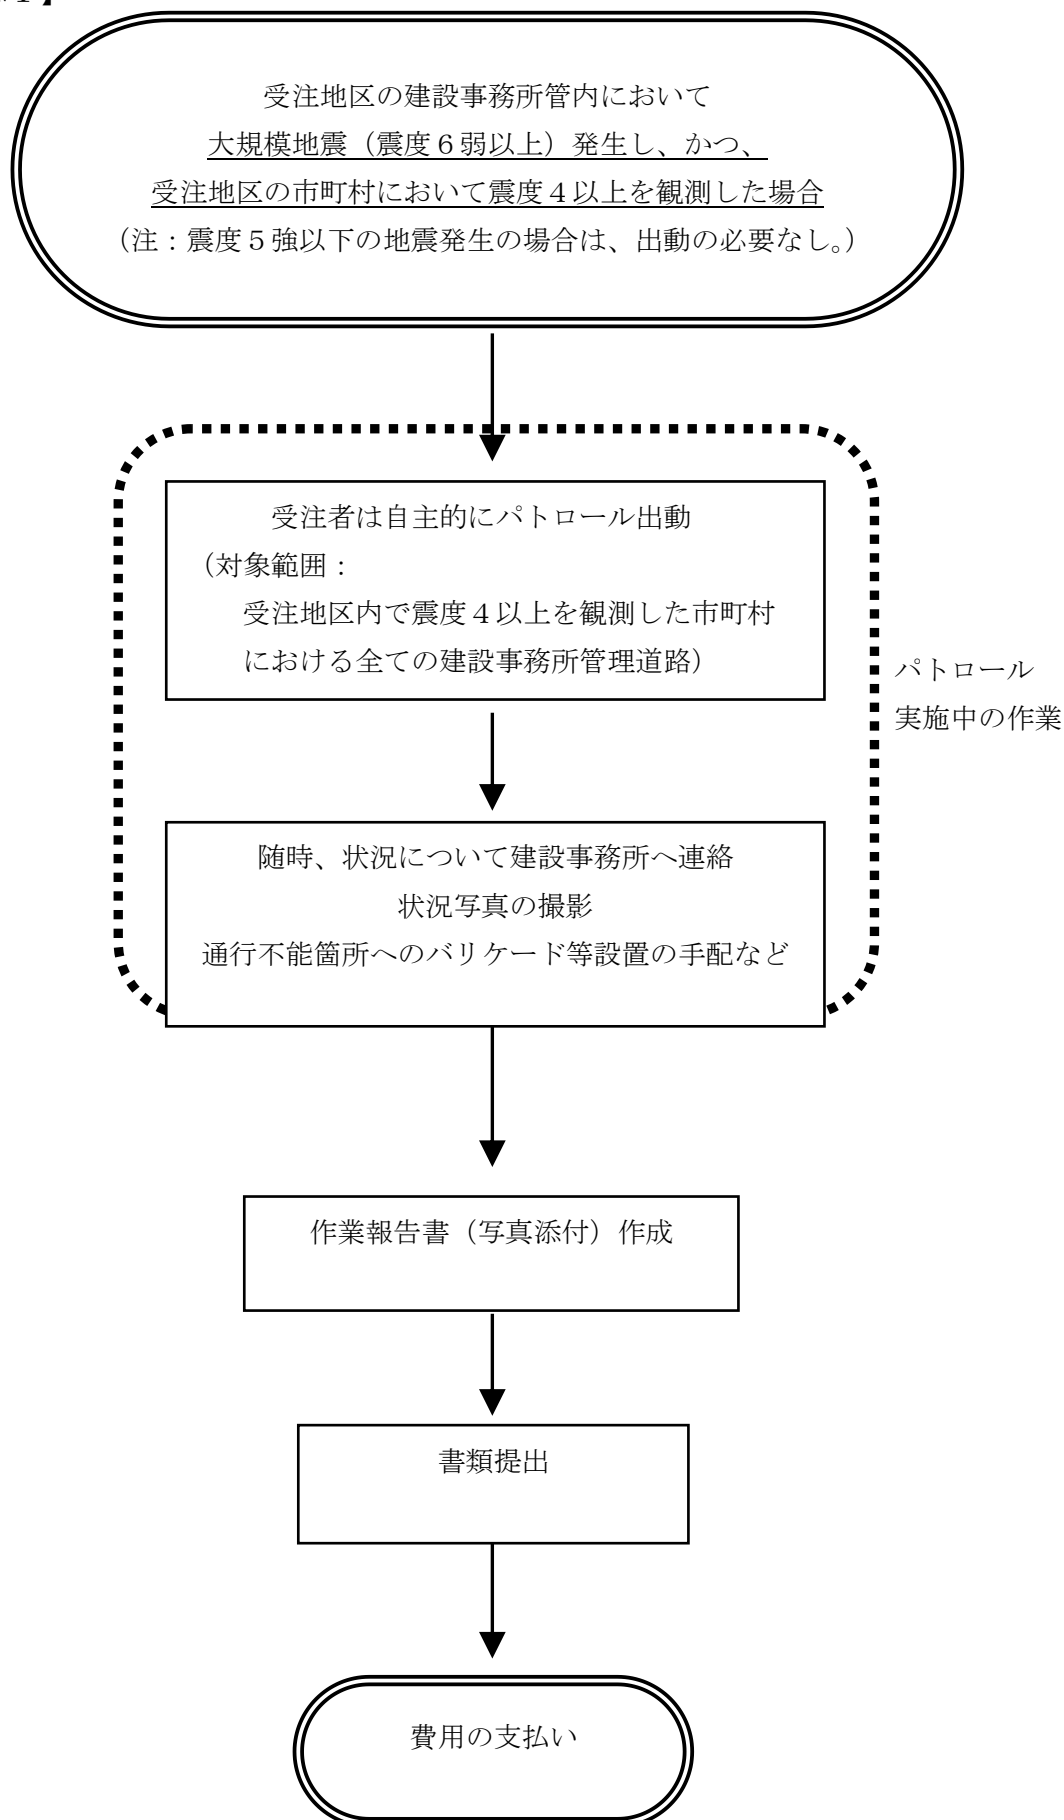 受注地区の建設事務所管内において
大規模地震（震度６弱以上）発生し、かつ、
受注地区の市町村において震度４以上を観測した場合
（注：震度５強以下の地震発生の場合は、出動の必要なし。）
受注者は自主的にパトロール出動
（対象範囲：
受注地区内で震度４以上を観測した市町村
における全ての建設事務所管理道路）
パトロール
実施中の作業
随時、状況について建設事務所へ連絡
状況写真の撮影
通行不能箇所へのバリケード等設置の手配など
作業報告書（写真添付）作成
書類提出
費用の支払い